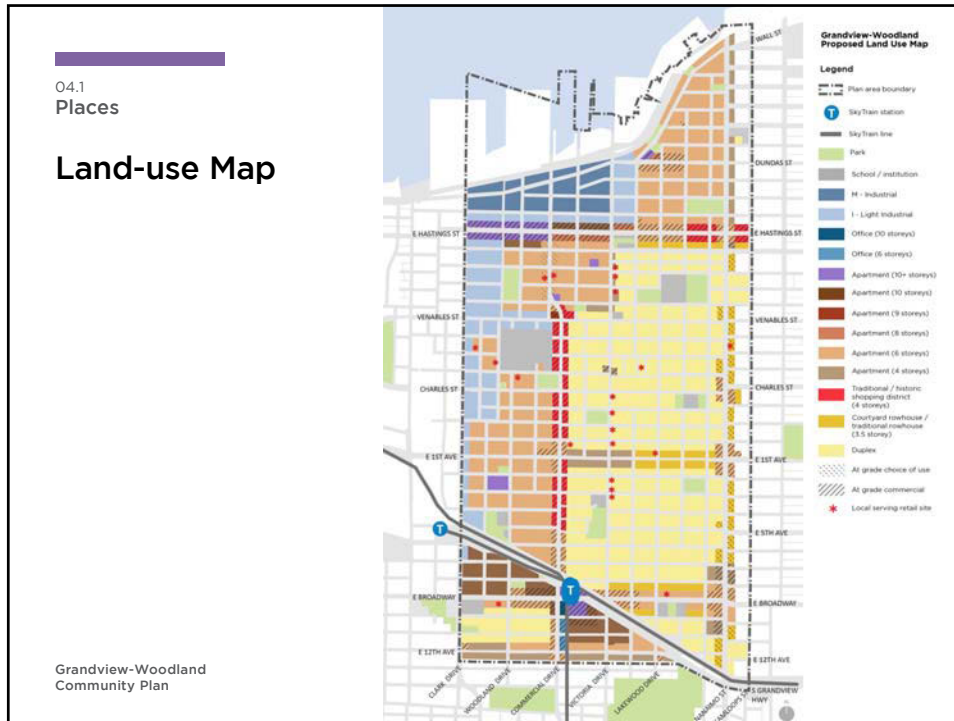 04.1
Places
Land-use Map
Grandview-Woodland
Community Plan
WALL ST
DUNDAS ST
E HASTINGS ST
E HASTINGS ST
VENABLES ST
VENABLES ST
CHARLES ST
CHARLES ST
E 1ST AVE
E 1ST AVE
E 5TH AVE
T
T
E BROADWAY
E BROADWAY
E 12TH AVE
E 12TH AVE
CLARK DRIVE
WOODLAND DRIVE
COMMERCIAL DRIVE
VICTORIA DRIVE
LAKEWOOD DRIVE
NANAIMO ST
KAMLOOPS ST
S GRANDVIEW
HWY
Grandview-Woodland
Proposed Land Use Map
Legend
Plan area boundary
T
SkyTrain station
SkyTrain line
Park
School / institution
M - Industrial
I - Light Industrial
Office (10 storeys)
Office (6 storeys)
Apartment (10+ storeys)
Apartment (10 storeys)
Apartment (9 storeys)
Apartment (8 storeys)
Apartment (6 storeys)
Apartment (4 storeys)
Traditional / historic
shopping district
(4 storeys)
Courtyard rowhouse /
traditional rowhouse
(3.5 storey)
Duplex
At grade choice of use
At grade commercial
Local serving retail site